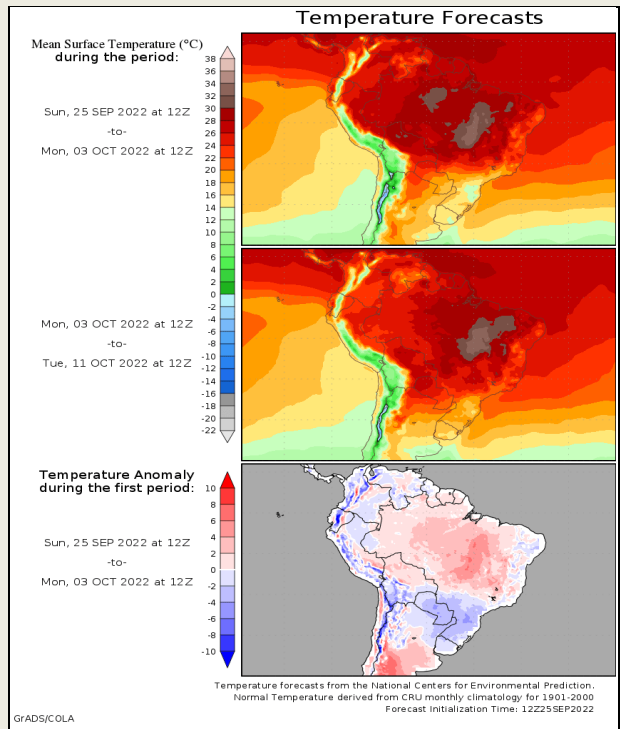 Temperature Forecasts
Mean Surface Temperature (°C)
during the period:
38
36
34
32
30
28
26
24
22
20
18
16
14
12
10
8
6
4
2
0
-2
-4
-6
-8
-10
-12
-14
-16
-18
-20
-22
Sun, 25 SEP 2022 at 12Z
-to-
Mon, 03 OCT 2022 at 12Z
Mon, 03 OCT 2022 at 12Z
-to-
Tue, 11 OCT 2022 at 12Z
Temperature Anomaly
during the first period:
10
8
6
4
2
0
-2
-4
-6
-8
-10
Sun, 25 SEP 2022 at 12Z
-to-
Mon, 03 OCT 2022 at 12Z
Temperature forecasts from the National Centers for Environmental Prediction.
Normal Temperature derived from CRU monthly climatology for 1901-2000
Forecast Initialization Time: 12Z25SEP2022
GrADS/COLA